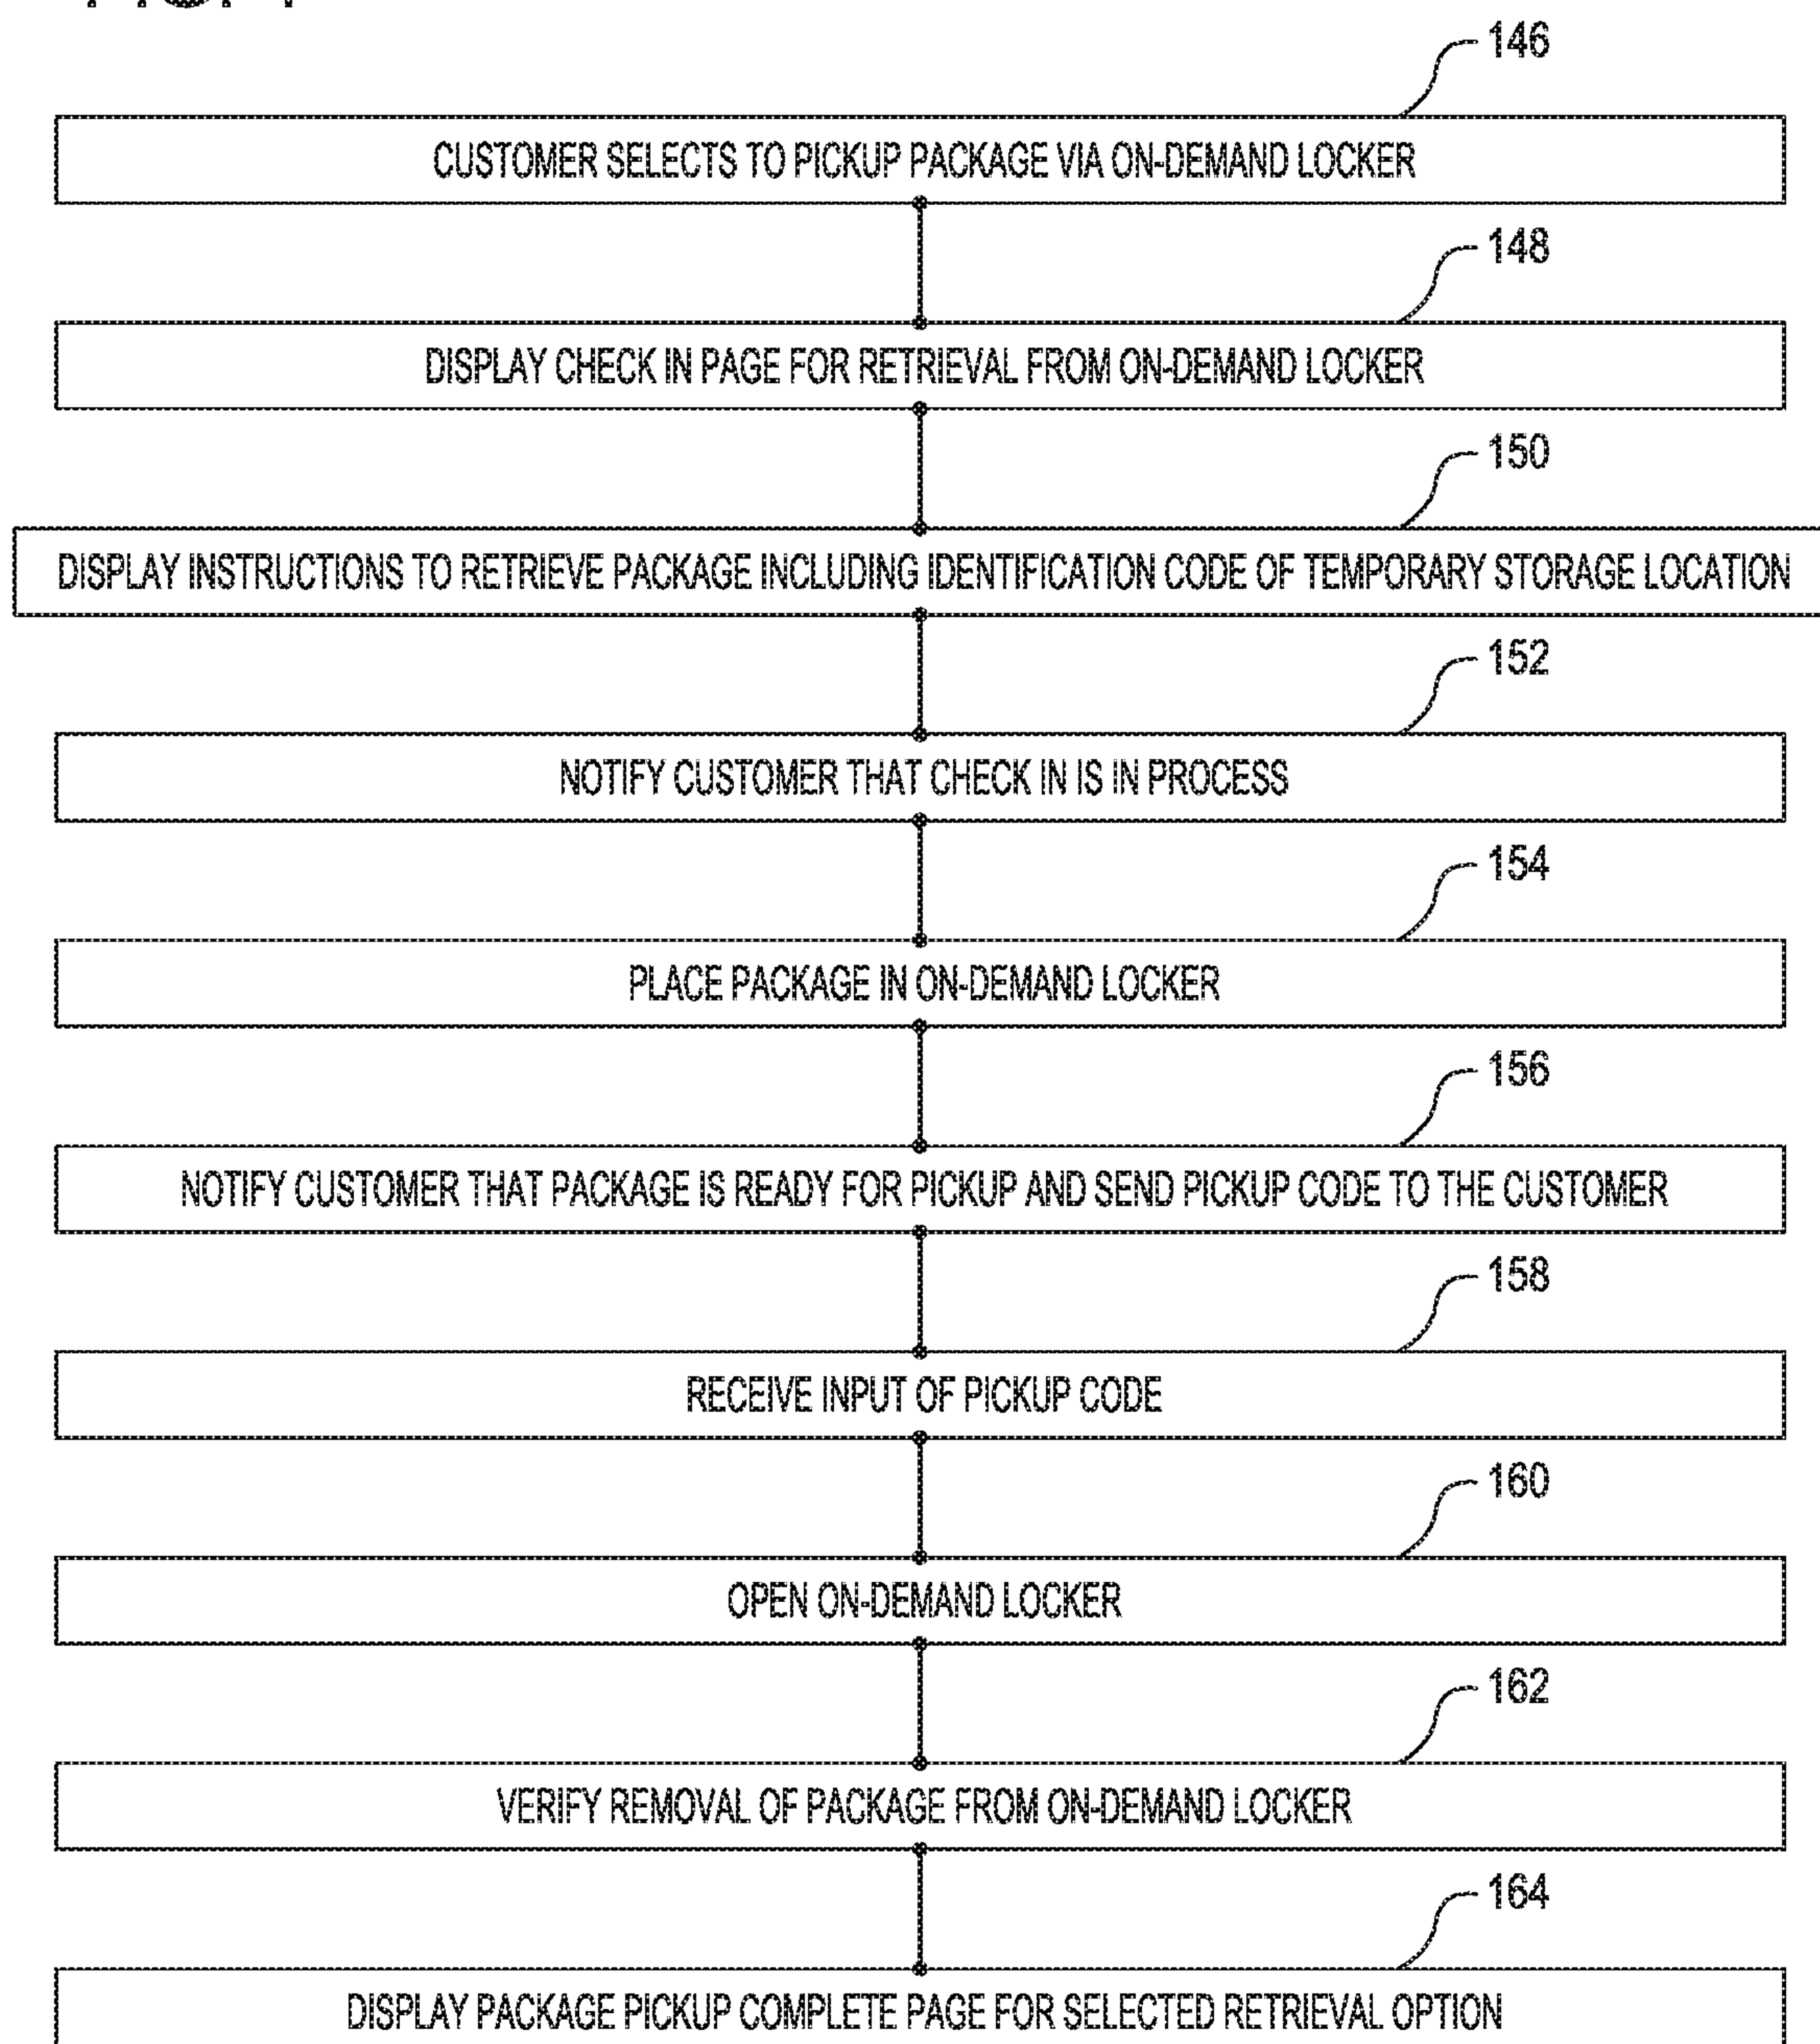 146
CUSTOMER SELECTS TO PICKUP PACKAGE VIA ON-DEMAND LOCKER
148
DISPLAY CHECK IN PAGE FOR RETRIEVAL FROM ON-DEMAND LOCKER
150
DISPLAY INSTRUCTIONS TO RETRIEVE PACKAGE INCLUDING IDENTIFICATION CODE OF TEMPORARY STORAGE LOCATION
152
NOTIFY CUSTOMER THAT CHECK IN IS IN PROCESS
154
PLACE PACKAGE IN ON-DEMAND LOCKER
156
NOTIFY CUSTOMER THAT PACKAGE IS READY FOR PICKUP AND SEND PICKUP CODE TO THE CUSTOMER
158
RECEIVE INPUT OF PICKUP CODE
160
OPEN ON-DEMAND LOCKER
162
VERIFY REMOVAL OF PACKAGE FROM ON-DEMAND LOCKER
164
DISPLAY PACKAGE PICKUP COMPLETE PAGE FOR SELECTED RETRIEVAL OPTION